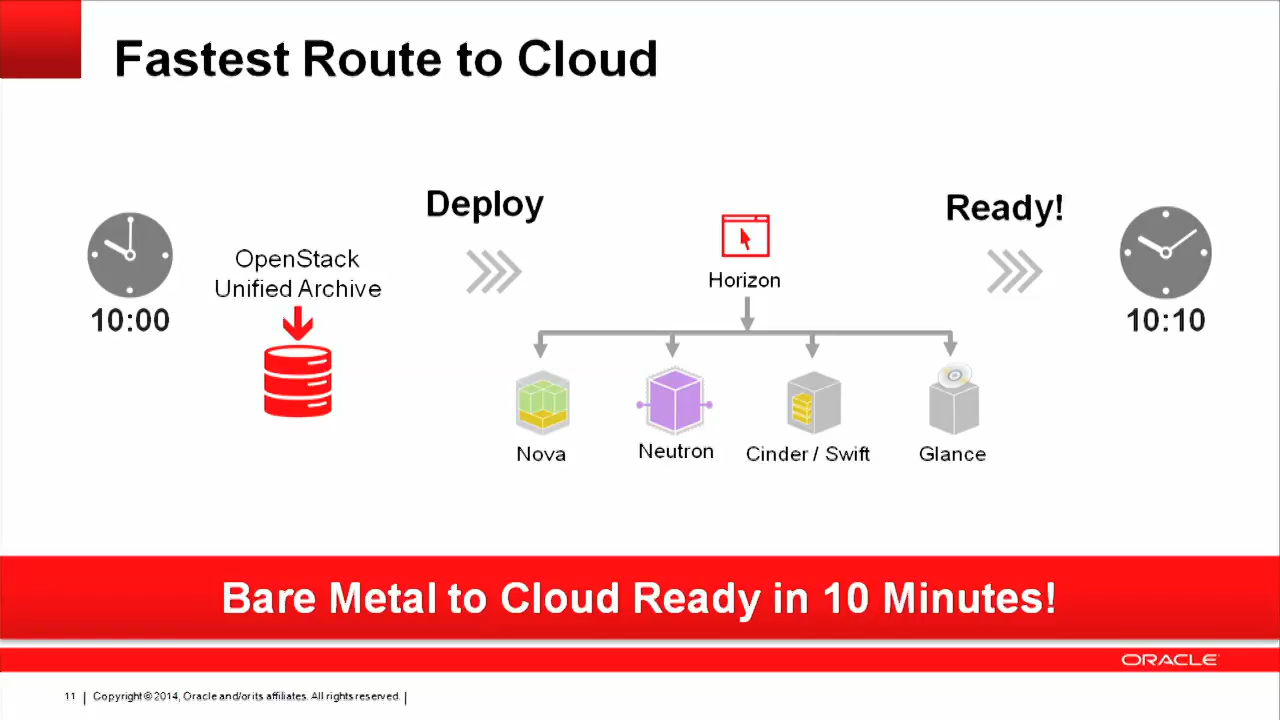 Fastest Route to Cloud
Deploy
Ready!
OpenStack
Unified Archive
Horizon
10:00
10:10
Nova
Neutron
Cinder / Swift
Glance
Bare Metal to Cloud Ready in 10 Minutes!
ORACLE
11 | Copyright © 2014, Oracle and/or its affiliates. All rights reserved. |